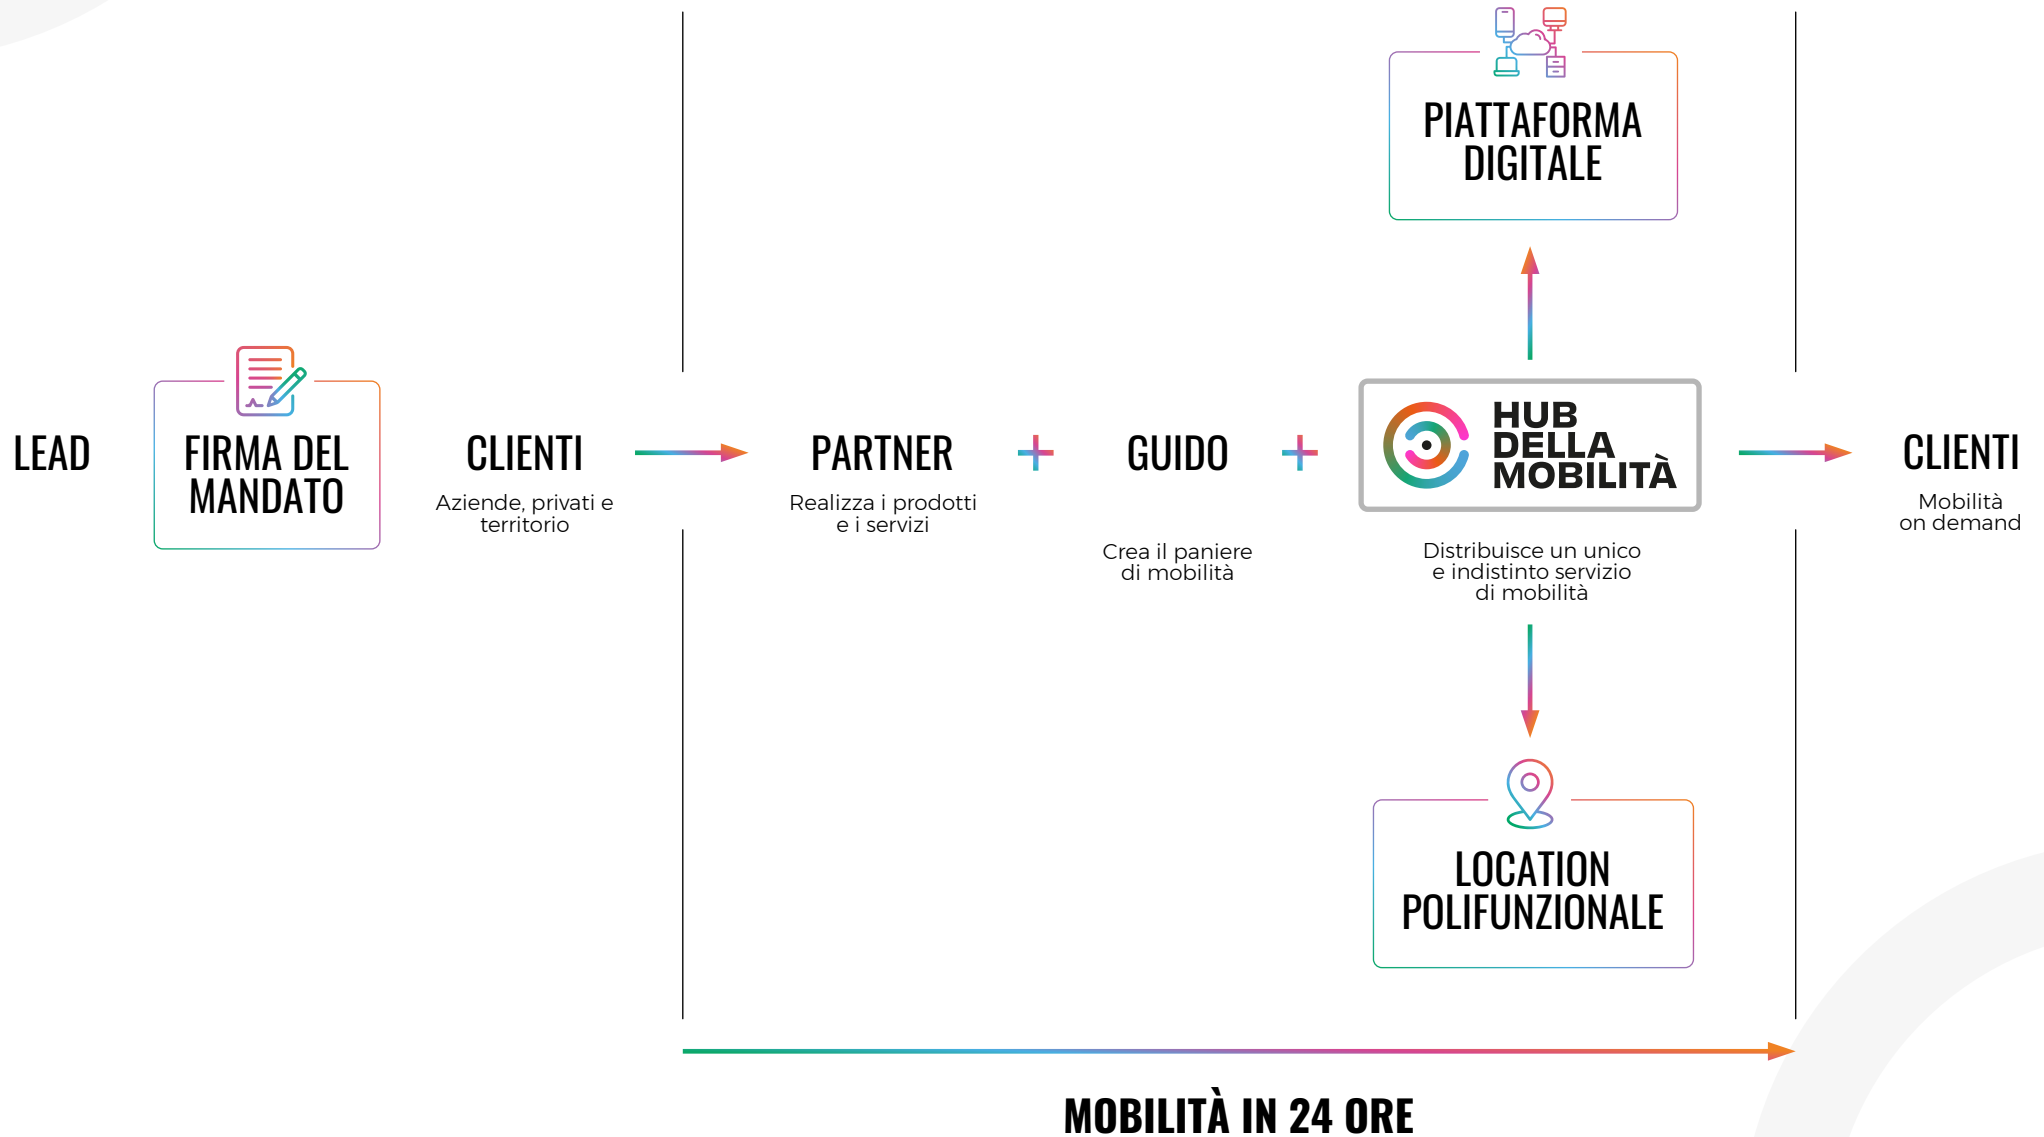 LEAD
FIRMA DEL
MANDATO
CLIENTI
Aziende, privati e
territorio
PARTNER
Realizza i prodotti
e i servizi
GUIDO
Crea il paniere
di mobilità
PIATTAFORMA
DIGITALE
HUB
DELLA
MOBILITÀ
Distribuisce un unico
e indistinto servizio
di mobilità
LOCATION
POLIFUNZIONALE
CLIENTI
Mobilità
on demand
MOBILITÀ IN 24 ORE